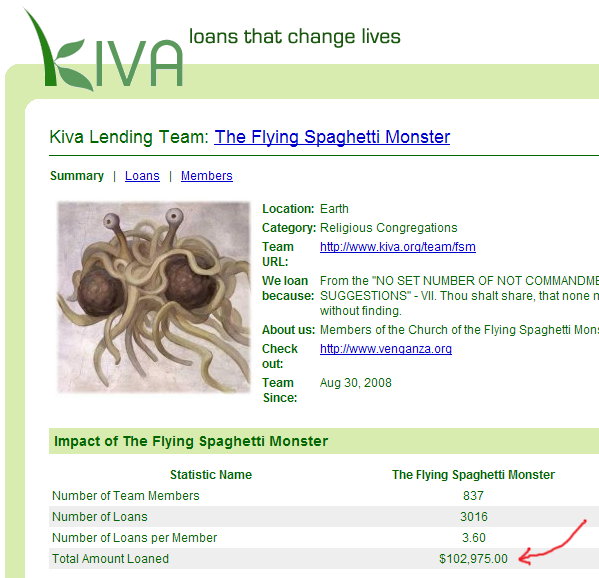 KIVA loans that change lives
Kiva Lending Team: The Flying Spaghetti Monster
Summary | Loans | Members
Location: Earth
Category: Religious Congregations
Team URL: http://www.kiva.org/team/fsm
We loan because: From the "NO SET NUMBER OF NOT COMMANDME
SUGGESTIONS" - VII. Thou shalt share, that none
without finding.
About us: Members of the Church of the Flying Spaghetti
Check out: http://www.venganza.org
Team Since: Aug 30, 2008
Impact of The Flying Spaghetti Monster
Statistic Name The Flying Spaghetti Monster
Number of Team Members 837
Number of Loans 3016
Number of Loans per Member 3.60
Total Amount Loaned $102,975.00